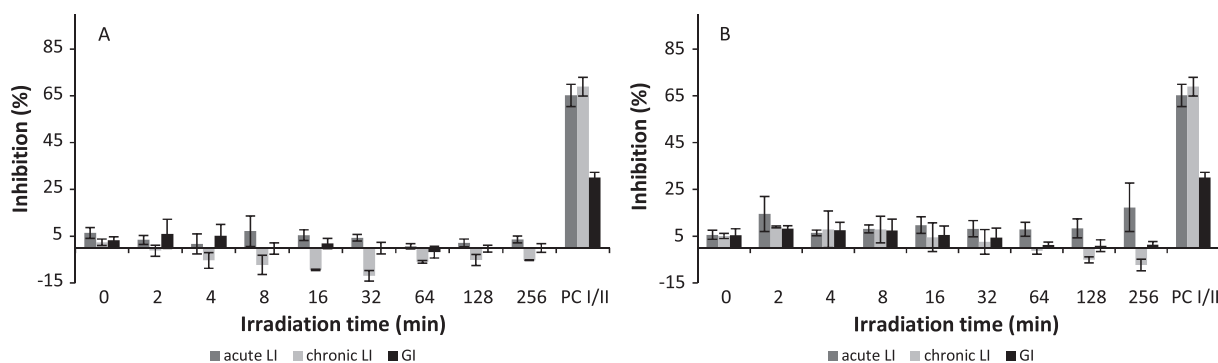 A
85
65
45
25
5
-15
Inhibition (%)
0 2 4 8 16 32 64 128 256 PC I/II
Irradiation time (min)
acute LI chronic LI GI
B
85
65
45
25
5
-15
Inhibition (%)
0 2 4 8 16 32 64 128 256 PC I/II
Irradiation time (min)
acute LI chronic LI GI